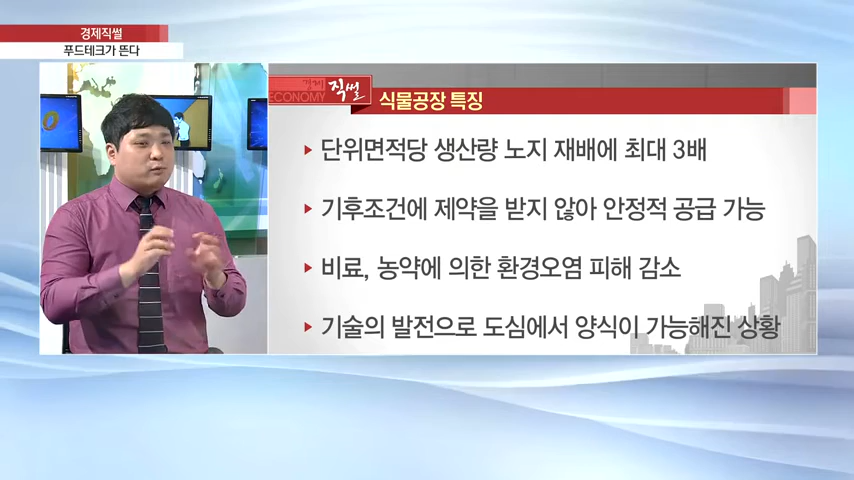 경제직썰
푸드테크가 뜬다
경제
ECONOMY
직썰
식물공장 특징
단위면적당 생산량 노지 재배에 최대 3배
기후조건에 제약을 받지 않아 안정적 공급 가능
비료, 농약에 의한 환경오염 피해 감소
기술의 발전으로 도심에서 양식이 가능해진 상황